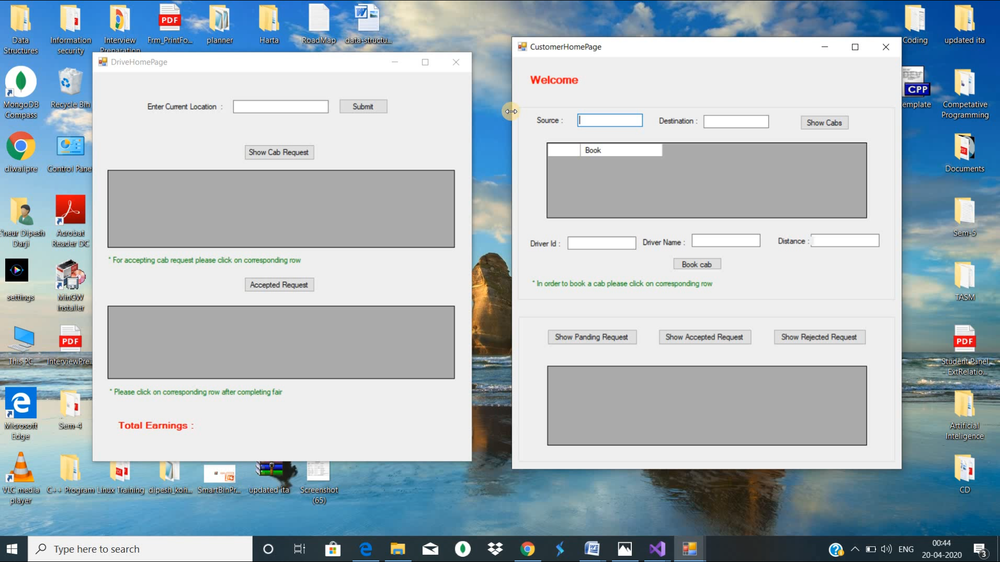 Data
Structures
Information
security
Interview
Preparation
PDF
Frm_PrintFo...
planner
Harta
RoadMap
data-structu...
Coding
updated ita
MongoDB
Compass
Recycle Bin
CPP
emplate
Competative
Programming
diwalipre
Control Pane
Documents
'neur Dipesh
Darji
Acrobat
Reader DC
Sem-5
settings
MinGW
Installer
TASM
This PC
PDF
InterviewPre...
PDF
Student Panel
- ExtRelatio...
Microsoft
Edge
Sem-4
Artificial
Inteligence
VLC media
player
C++ Program
Linux Training
dipesh_koh...
SmartBinPr...
updated ita
Screenshot
(65)
CD
DriveHomePage
Enter Current Location :
Submit
Show Cab Request
* For accepting cab request please click on corresponding row
Accepted Request
* Please click on corresponding row after completing fair
Total Earnings :
CustomerHomePage
Welcome
Source :
Destination :
Show Cabs
Book
Driver Id :
Driver Name :
Distance :
Book cab
* In order to book a cab please click on corresponding row
Show Panding Request
Show Accepted Request
Show Rejected Request
Type here to search
ENG
00:44
20-04-2020
3